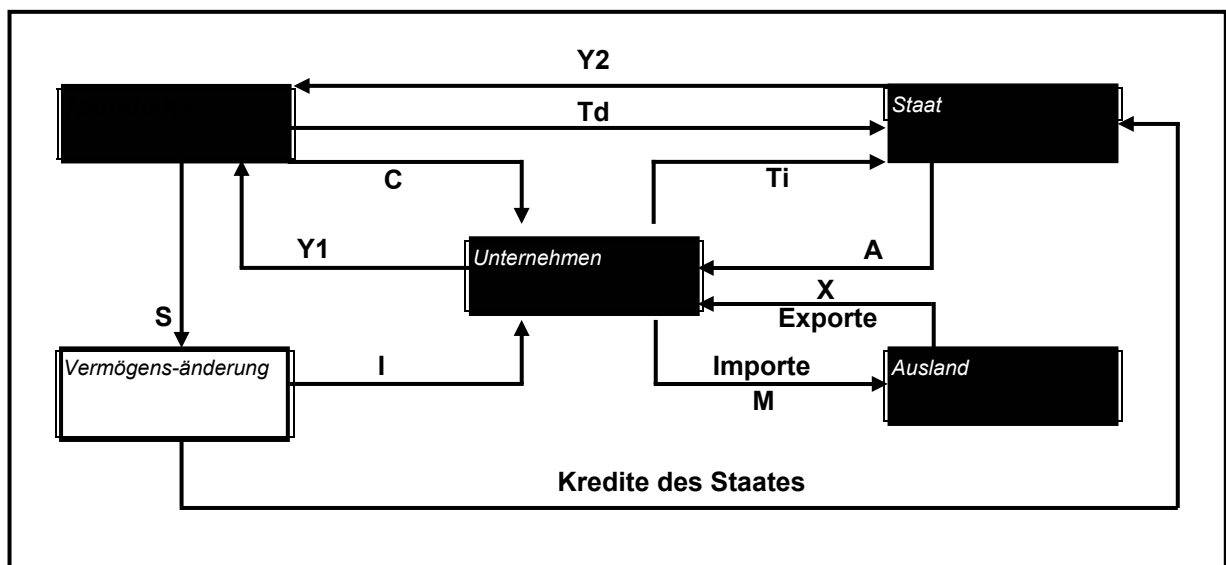 Y2
Staat
Td
C
Ti
Y1
Unternehmen
A
X
Exporte
S
Vermögens-änderung
I
Importe
M
Ausland
Kredite des Staates